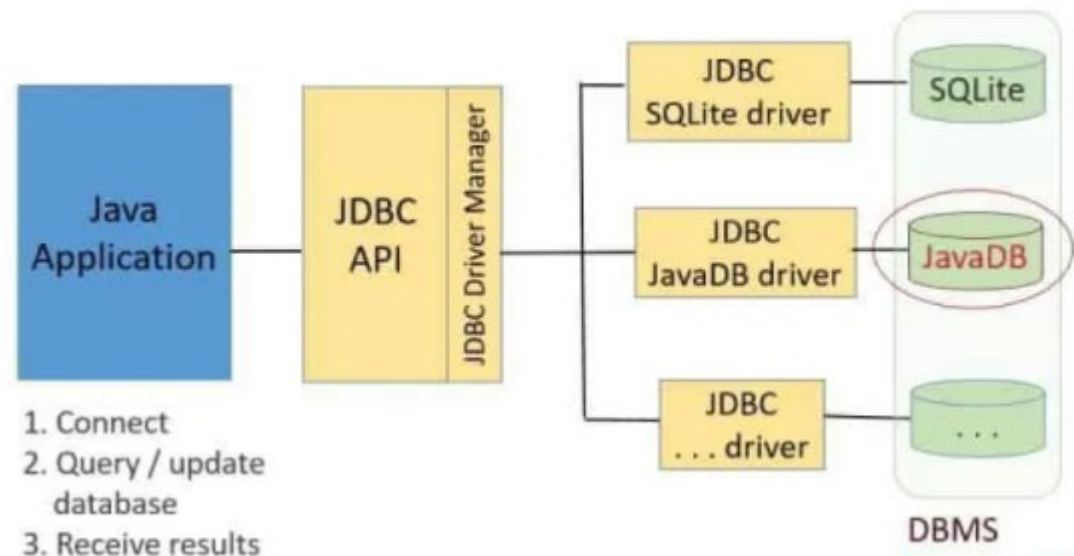 Java
Application
JDBC
API
JDBC Driver Manager
JDBC
SQLite driver
SQLite
JDBC
JavaDB driver
JavaDB
JDBC
. . . driver
. . .
DBMS
1. Connect
2. Query / update
database
3. Receive results